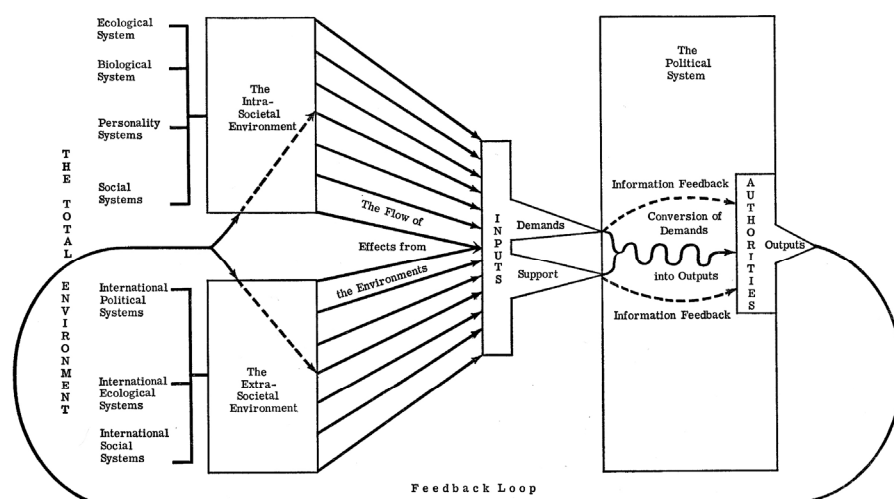 Ecological
System
Biological
System
Personality
Systems
Social
Systems
THE TOTAL ENVIRONMENT
International
Political
Systems
International
Ecological
Systems
International
Social
Systems
The
Intra-
Societal
Environment
The
Extra-
Societal
Environment
The Flow of
Effects from
the Environments
INPUTS
Demands
Support
The
Political
System
Information Feedback
Conversion of
Demands
into Outputs
Information Feedback
AUTHORITIES
Outputs
Feedback Loop